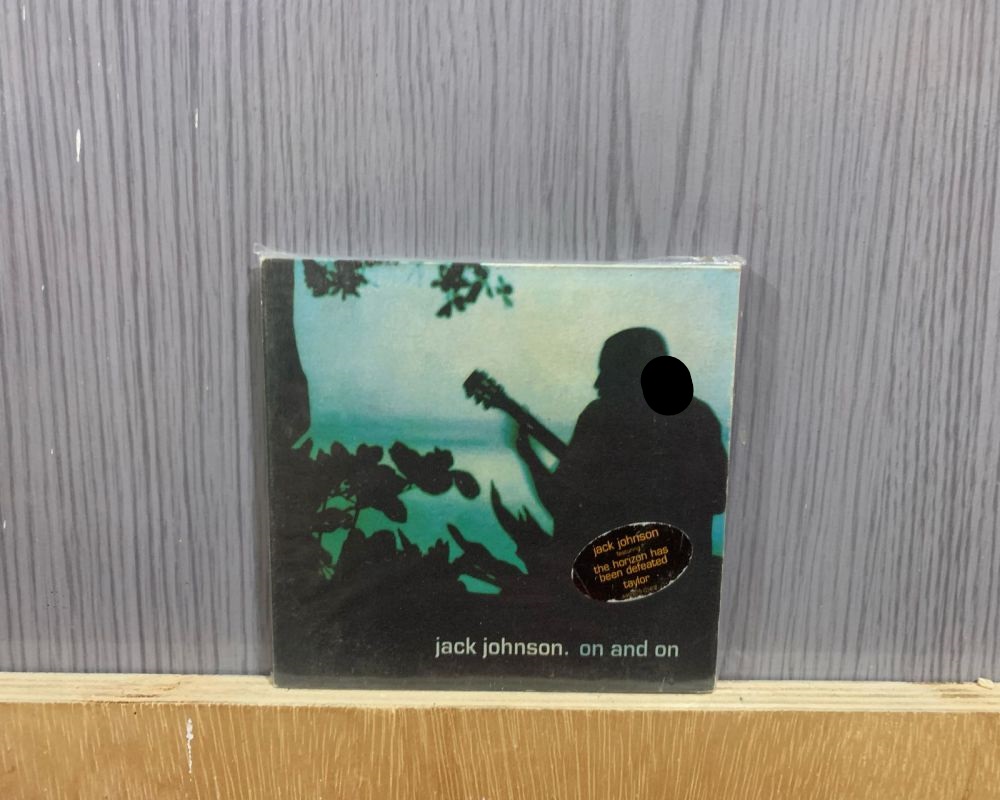 jack johnson
featuring
the horizon has
been defeated
taylor
jack johnson. on and on